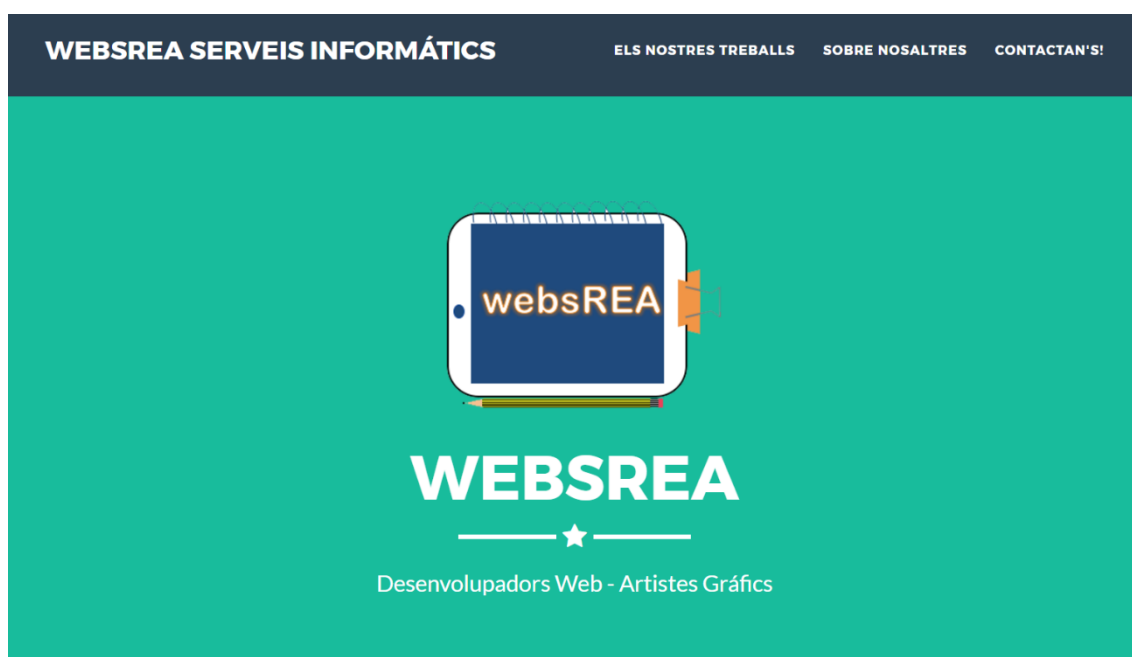 WEBSREA SERVEIS INFORMÁTICS
ELS NOSTRES TREBALLS
SOBRE NOSALTRES
CONTACTAN'S!
websREA
WEBSREA
Desenvolupadors Web - Artistes Gráfics